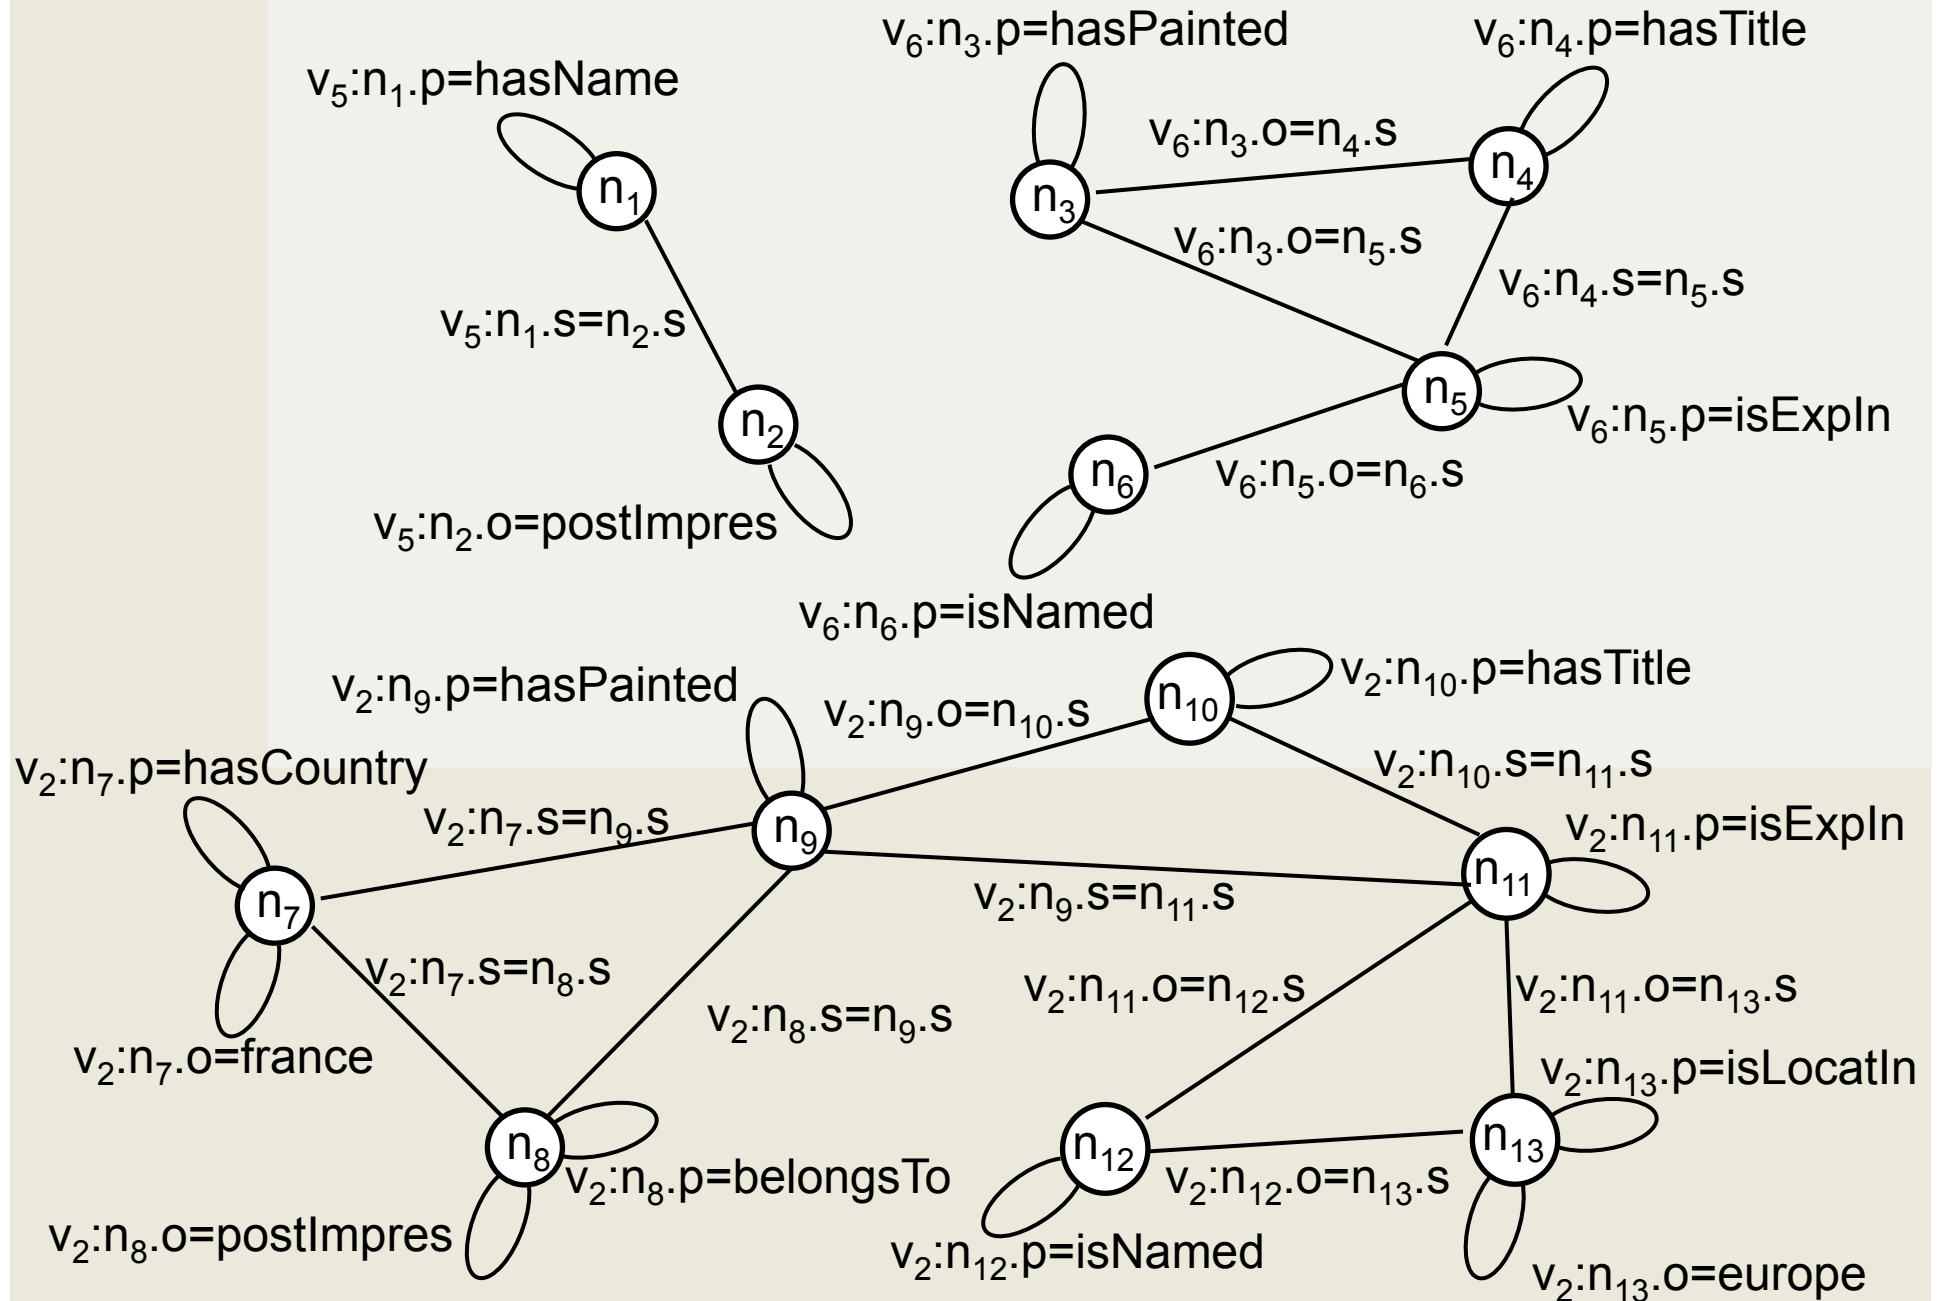 v₆:n₃.p=hasPainted
v₆:n₄.p=hasTitle
v₅:n₁.p=hasName
v₆:n₃.o=n₄.s
n₁
n₃
n₄
v₆:n₃.o=n₅.s
v₆:n₄.s=n₅.s
v₅:n₁.s=n₂.s
n₂
n₅
v₆:n₅.p=isExpIn
n₆
v₆:n₅.o=n₆.s
v₅:n₂.o=postImpres
v₆:n₆.p=isNamed
v₂:n₉.p=hasPainted
v₂:n₉.o=n₁₀.s
n₁₀
v₂:n₁₀.p=hasTitle
v₂:n₇.p=hasCountry
v₂:n₁₀.s=n₁₁.s
v₂:n₇.s=n₉.s
n₉
v₂:n₁₁.p=isExpIn
n₁₁
v₂:n₉.s=n₁₁.s
n₇
v₂:n₇.s=n₈.s
v₂:n₁₁.o=n₁₂.s
v₂:n₁₁.o=n₁₃.s
v₂:n₈.s=n₉.s
v₂:n₇.o=france
v₂:n₁₃.p=isLocatIn
n₈
n₁₂
n₁₃
v₂:n₈.p=belongsTo
v₂:n₁₂.o=n₁₃.s
v₂:n₈.o=postImpres
v₂:n₁₂.p=isNamed
v₂:n₁₃.o=europe